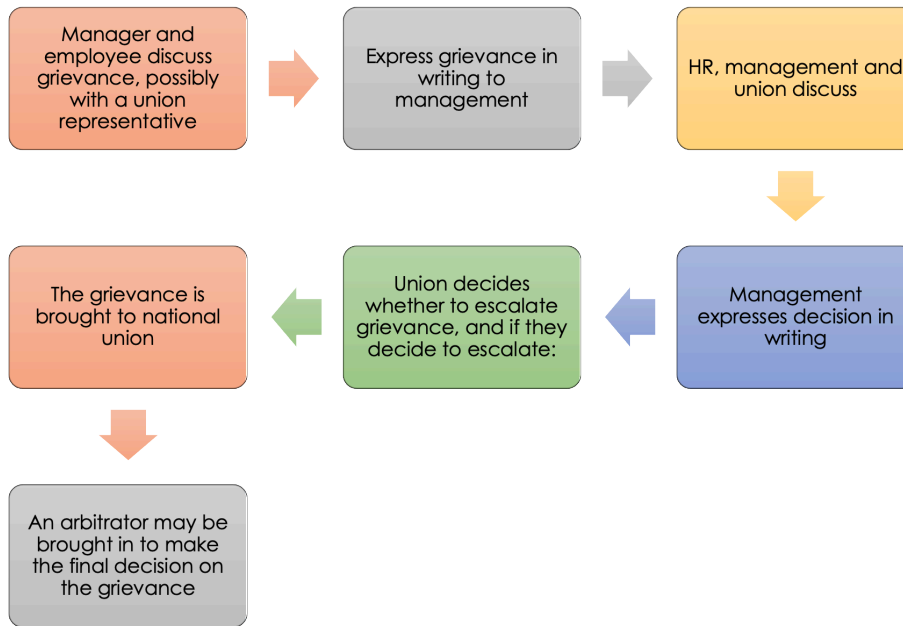 Manager and
employee discuss
grievance, possibly
with a union
representative
Express grievance in
writing to
management
HR, management and
union discuss
Management
expresses decision in
writing
Union decides
whether to escalate
grievance, and if they
decide to escalate:
The grievance is
brought to national
union
An arbitrator may be
brought in to make
the final decision on
the grievance